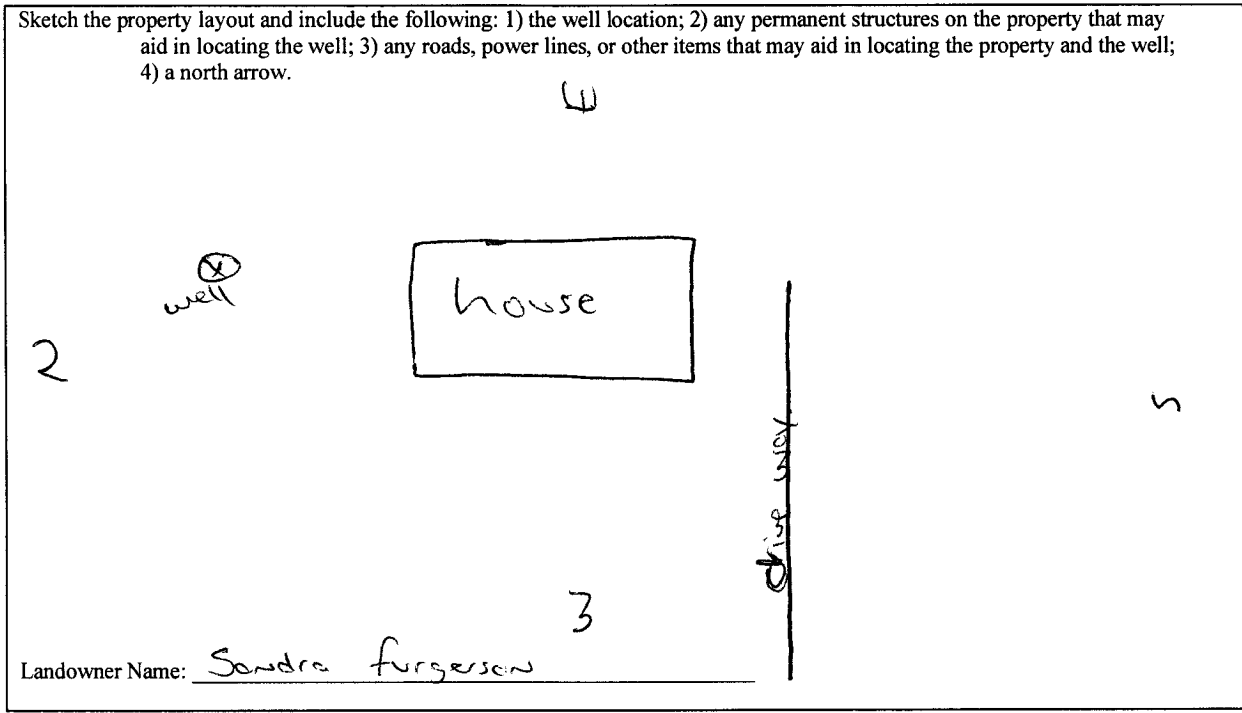 Sketch the property layout and include the following: 1) the well location; 2) any permanent structures on the property that may
aid in locating the well; 3) any roads, power lines, or other items that may aid in locating the property and the well;
4) a north arrow.
E
X
well
house
N
S
drive way
W
Landowner Name: Sandra furgerson